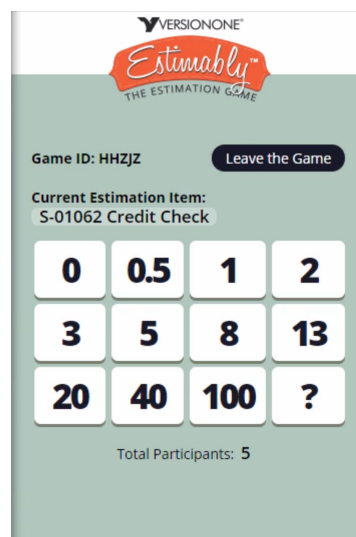 VERSIONONE®
Estimably™
THE ESTIMATION GAME
Game ID: HHZJZ Leave the Game
Current Estimation Item:
S-01062 Credit Check
0 0.5 1 2
3 5 8 13
20 40 100 ?
Total Participants: 5